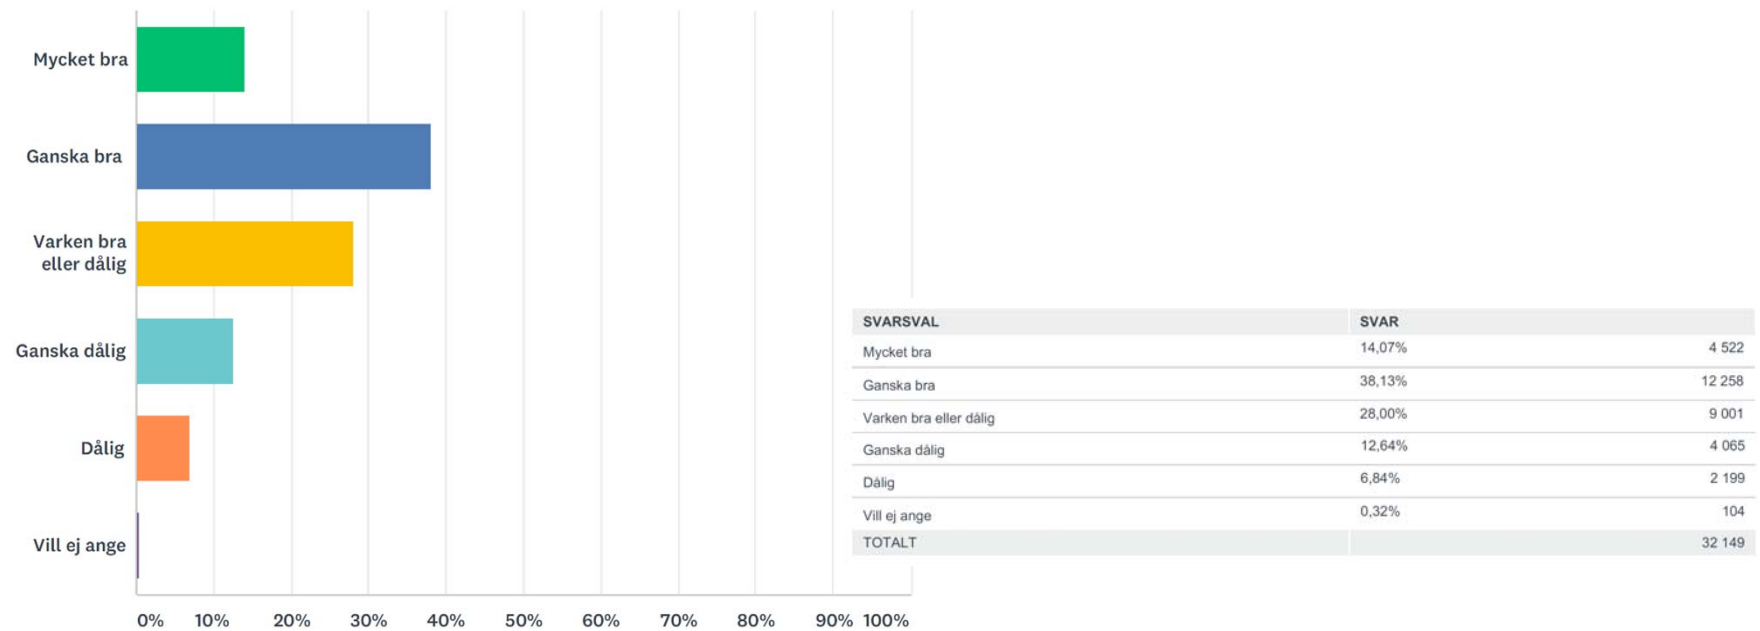 Mycket bra
Ganska bra
Varken bra
eller dålig
Ganska dålig
Dålig
Vill ej ange
0% 10% 20% 30% 40% 50% 60% 70% 80% 90% 100%
SVARSVAL SVAR
Mycket bra 14,07% 4 522
Ganska bra 38,13% 12 258
Varken bra eller dålig 28,00% 9 001
Ganska dålig 12,64% 4 065
Dålig 6,84% 2 199
Vill ej ange 0,32% 104
TOTALT 32 149